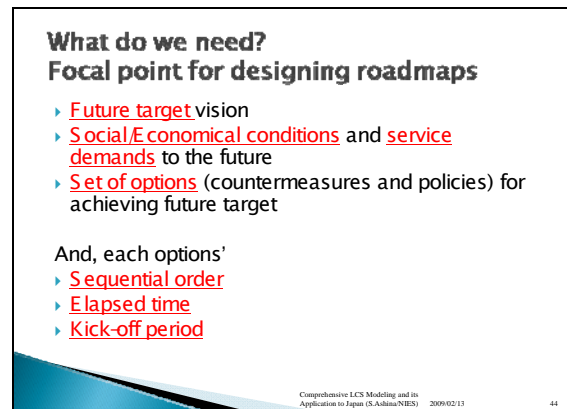 What do we need?
Focal point for designing roadmaps
Future target vision
Social/Economical conditions and service
demands to the future
Set of options (countermeasures and policies) for
achieving future target
And, each options’
Sequential order
Elapsed time
Kick-off period
Comprehensive LCS Modeling and its
Application to Japan (S.Ashina/NIES) 2009/02/13 44